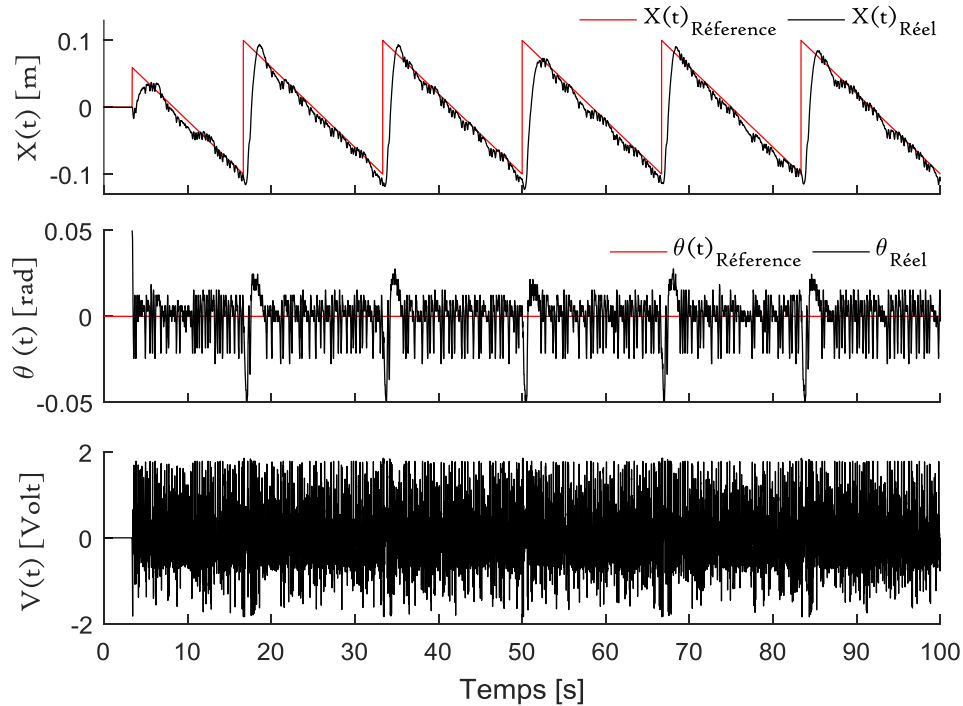 X(t)Réference X(t)Réel
X(t) [m]
0.1
0
-0.1
θ(t)Réference θRéel
θ (t) [rad]
0.05
0
-0.05
V(t) [Volt]
2
0
-2
0 10 20 30 40 50 60 70 80 90 100
Temps [s]